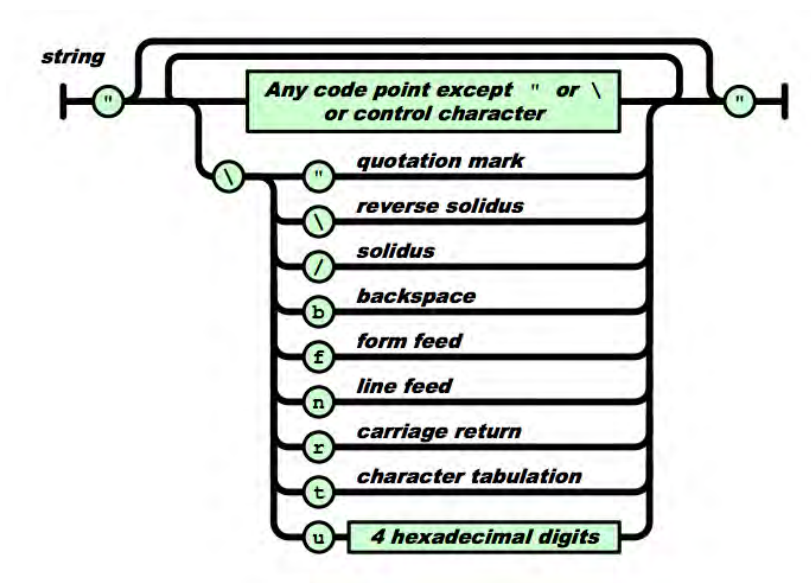 string
" Any code point except " or \ "
or control character
\ " quotation mark
\ reverse solidus
/ solidus
b backspace
f form feed
n line feed
r carriage return
t character tabulation
u 4 hexadecimal digits